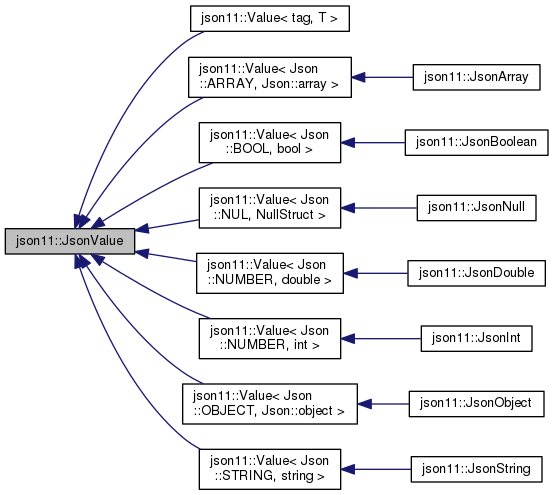 json11::Value< tag, T >
json11::Value< Json
::ARRAY, Json::array >
json11::JsonArray
json11::Value< Json
::BOOL, bool >
json11::JsonBoolean
json11::Value< Json
::NUL, NullStruct >
json11::JsonNull
json11::JsonValue
json11::Value< Json
::NUMBER, double >
json11::JsonDouble
json11::Value< Json
::NUMBER, int >
json11::JsonInt
json11::Value< Json
::OBJECT, Json::object >
json11::JsonObject
json11::Value< Json
::STRING, string >
json11::JsonString